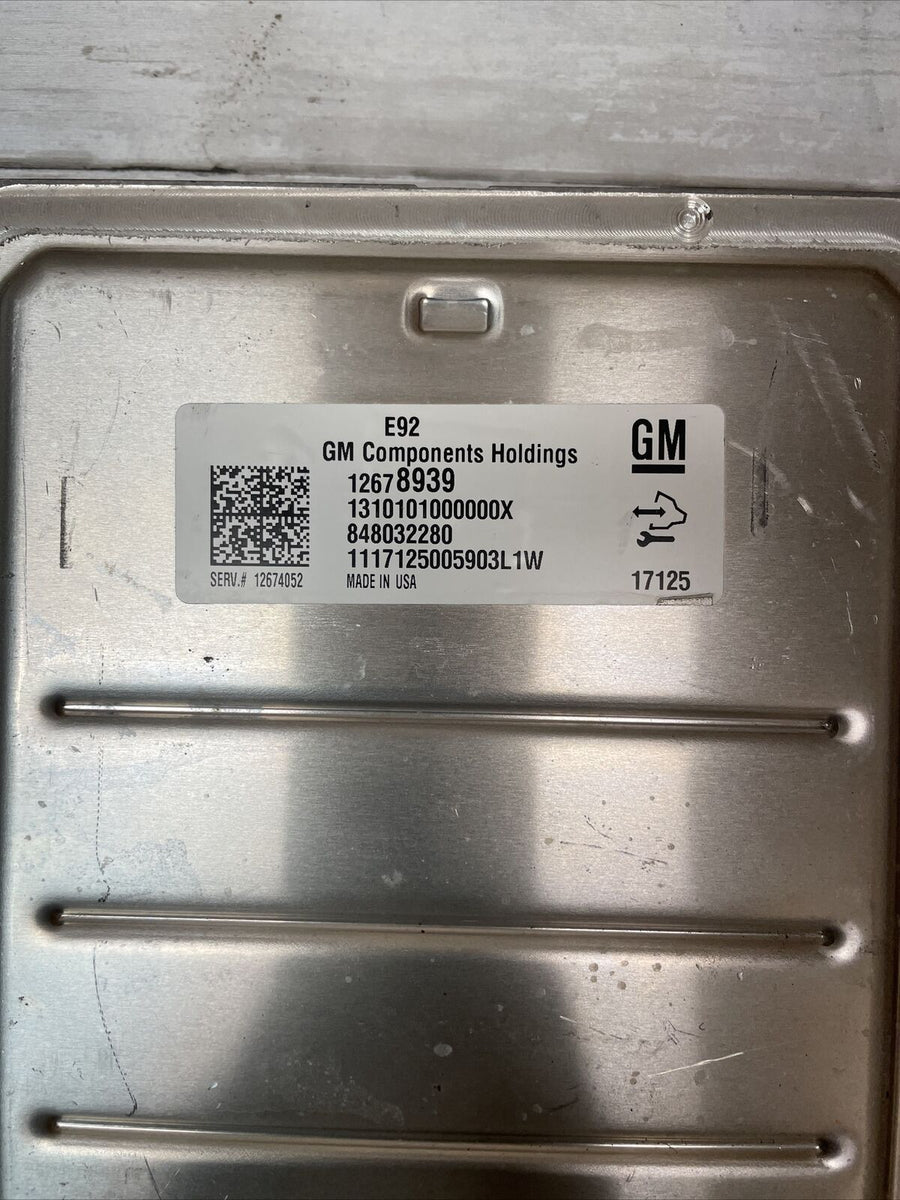 E92
GM Components Holdings
GM
12678939
1310101000000X
848032280
1117125005903L1W
SERV.# 12674052
MADE IN USA
17125